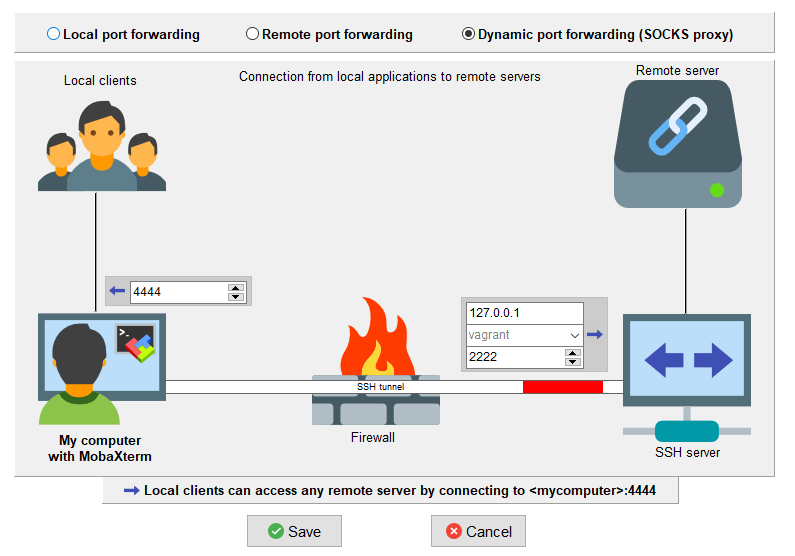 Local port forwarding
Remote port forwarding
Dynamic port forwarding (SOCKS proxy)
Local clients
Connection from local applications to remote servers
Remote server
4444
127.0.0.1
vagrant
2222
>_
SSH tunnel
My computer
with MobaXterm
Firewall
SSH server
Local clients can access any remote server by connecting to <mycomputer>:4444
Save
Cancel